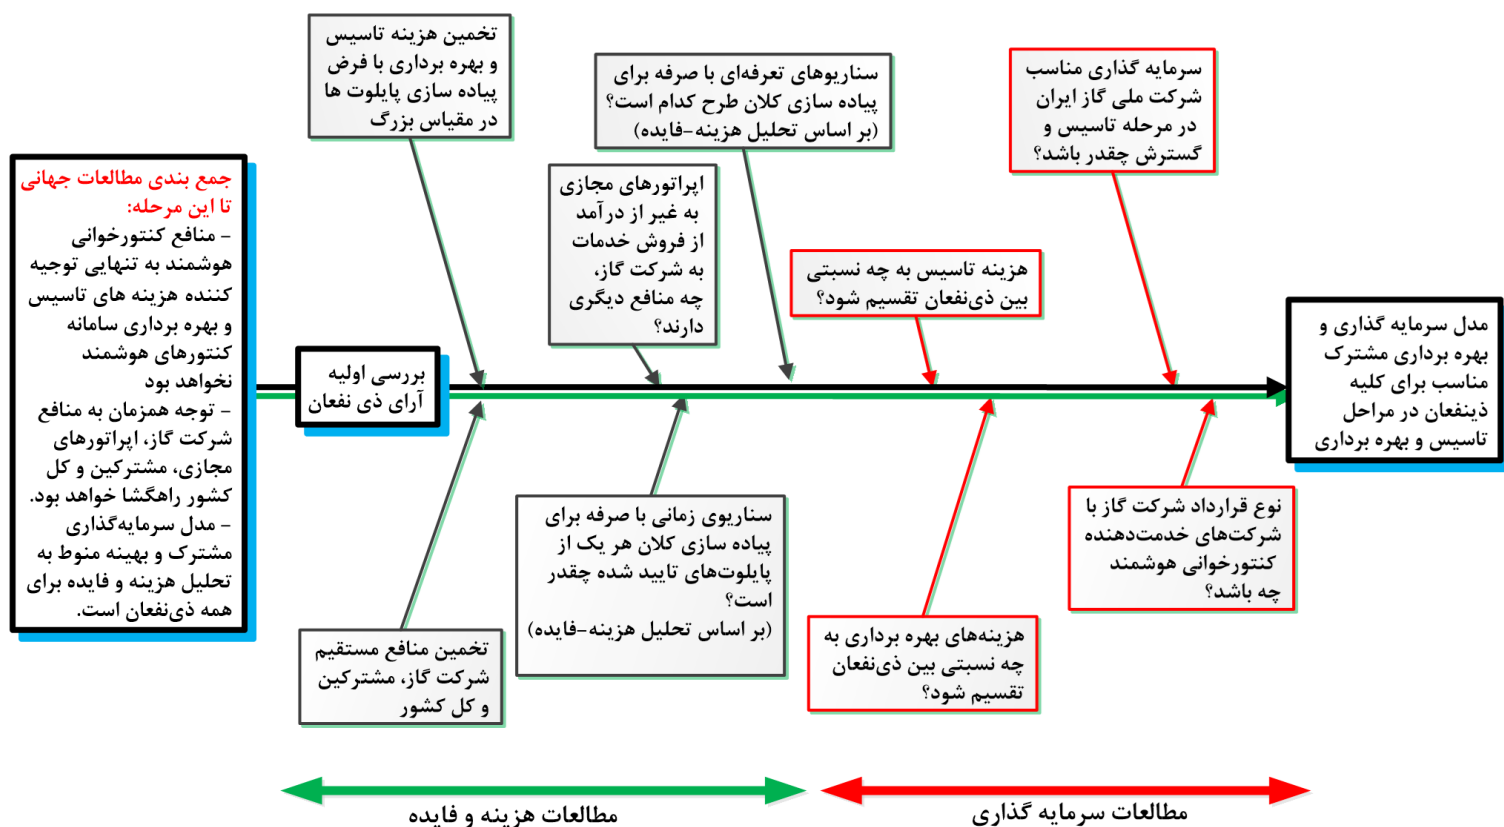 تخمین هزینه تاسیس
و بهره برداری با فرض
پیاده سازی پایلوت ها
در مقیاس بزرگ
سناریوهای تعرفه‌ای با صرفه برای
پیاده سازی کلان طرح کدام است؟
(بر اساس تحلیل هزینه-فایده)
سرمایه گذاری مناسب
شرکت ملی گاز ایران
در مرحله تاسیس و
گسترش چقدر باشد؟
جمع بندی مطالعات جهانی
تا این مرحله:
- منافع کنتورخوانی
هوشمند به تنهایی توجیه
کننده هزینه های تاسیس
و بهره برداری سامانه
کنتورهای هوشمند
نخواهد بود
- توجه همزمان به منافع
شرکت گاز، اپراتورهای
مجازی، مشترکین و کل
کشور راهگشا خواهد بود.
- مدل سرمایه‌گذاری
مشترک و بهینه منوط به
تحلیل هزینه و فایده برای
همه ذی‌نفعان است.
اپراتورهای مجازی
به غیر از درآمد
از فروش خدمات
به شرکت گاز،
چه منافع دیگری
دارند؟
هزینه تاسیس به چه نسبتی
بین ذی‌نفعان تقسیم شود؟
بررسی اولیه
آرای ذی نفعان
مدل سرمایه گذاری و
بهره برداری مشترک
مناسب برای کلیه
ذینفعان در مراحل
تاسیس و بهره برداری
سناریوی زمانی با صرفه برای
پیاده سازی کلان هر یک از
پایلوت‌های تایید شده چقدر
است؟
(بر اساس تحلیل هزینه-فایده)
نوع قرارداد شرکت گاز با
شرکت‌های خدمت‌دهنده
کنتورخوانی هوشمند
چه باشد؟
تخمین منافع مستقیم
شرکت گاز، مشترکین
و کل کشور
هزینه‌های بهره برداری به
چه نسبتی بین ذی‌نفعان
تقسیم شود؟
مطالعات هزینه و فایده
مطالعات سرمایه گذاری